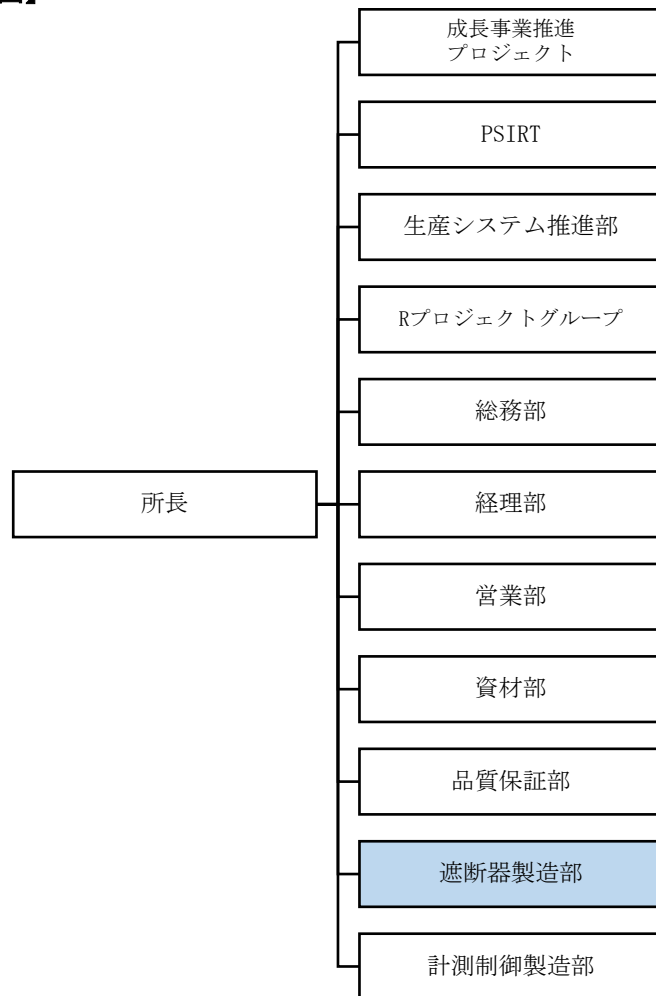 成長事業推進
プロジェクト
PSIRT
生産システム推進部
Rプロジェクトグループ
総務部
所長
経理部
営業部
資材部
品質保証部
遮断器製造部
計測制御製造部